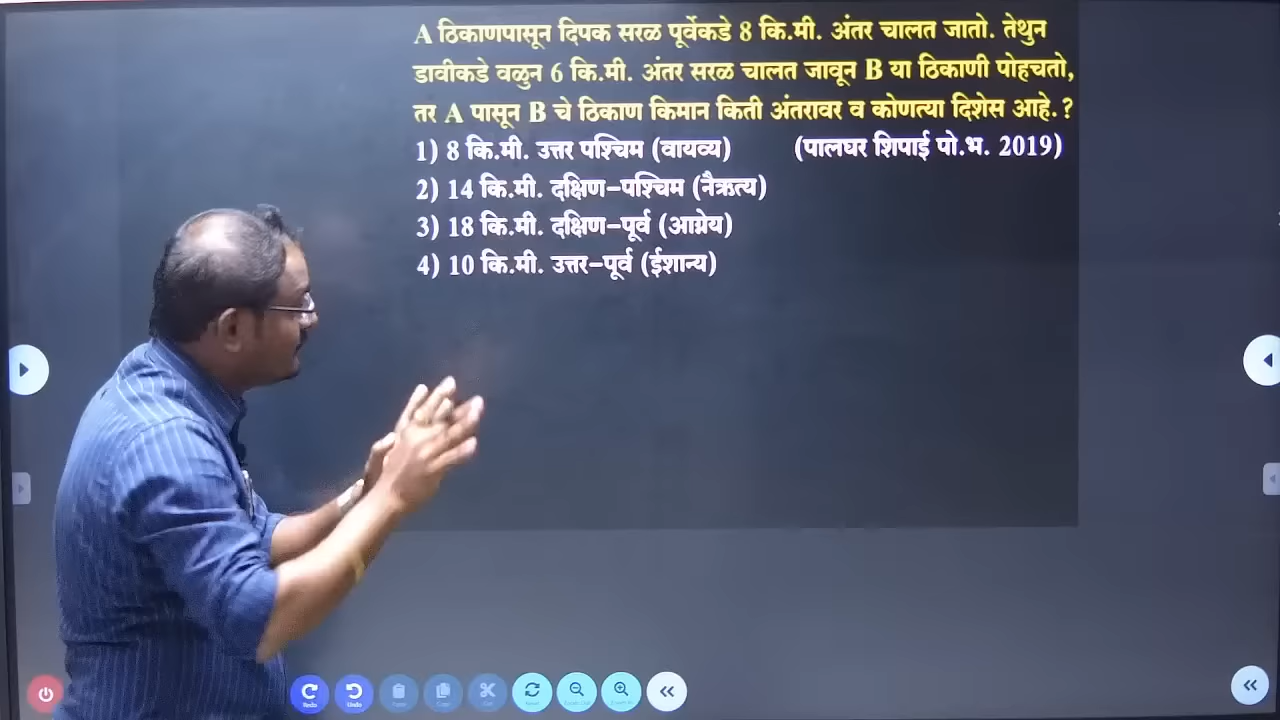 A ठिकाणपासून दिपक सरळ पूर्वेकडे 8 कि.मी. अंतर चालत जातो. तेथुन
डावीकडे वळुन 6 कि.मी. अंतर सरळ चालत जावून B या ठिकाणी पोहचतो,
तर A पासून B चे ठिकाण किमान किती अंतरावर व कोणत्या दिशेस आहे.?
1) 8 कि.मी. उत्तर पश्चिम (वायव्य) (पालघर शिपाई पो.भ. 2019)
2) 14 कि.मी. दक्षिण-पश्चिम (नैऋत्य)
3) 18 कि.मी. दक्षिण-पूर्व (आग्नेय)
4) 10 कि.मी. उत्तर-पूर्व (ईशान्य)
Redo Undo